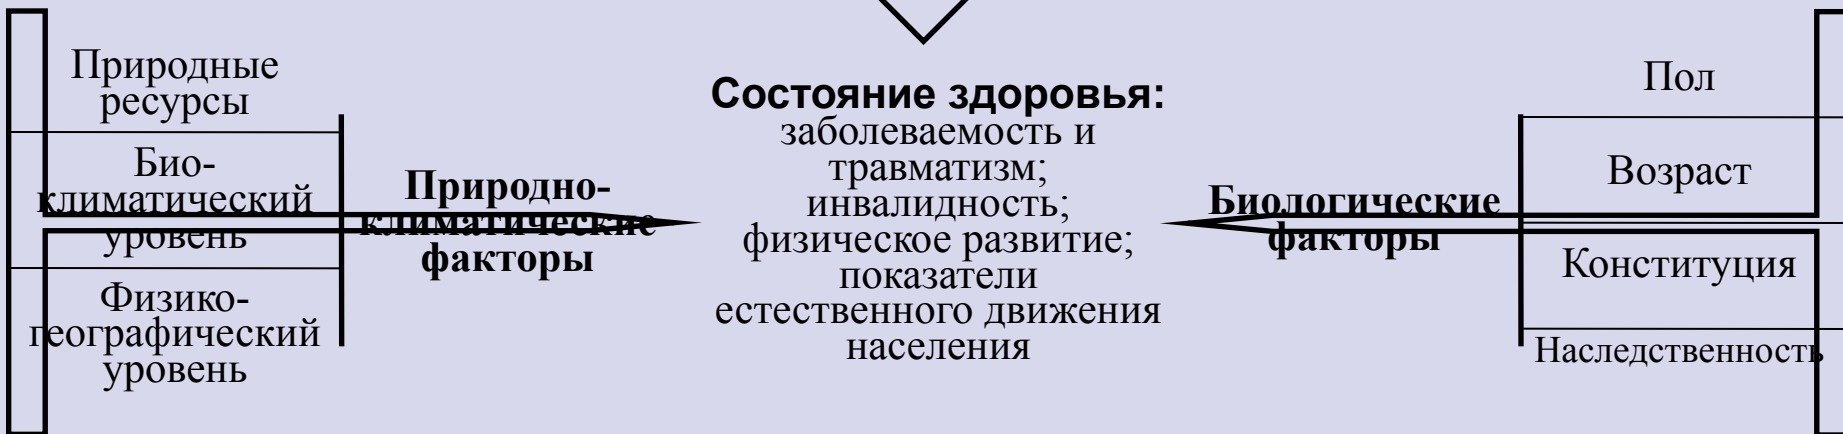 Природные
ресурсы
Био-
климатический
уровень
Физико-
географический
уровень
Природно-
климатические
факторы
Состояние здоровья:
заболеваемость и
травматизм;
инвалидность;
физическое развитие;
показатели
естественного движения
населения
Биологические
факторы
Пол
Возраст
Конституция
Наследственность